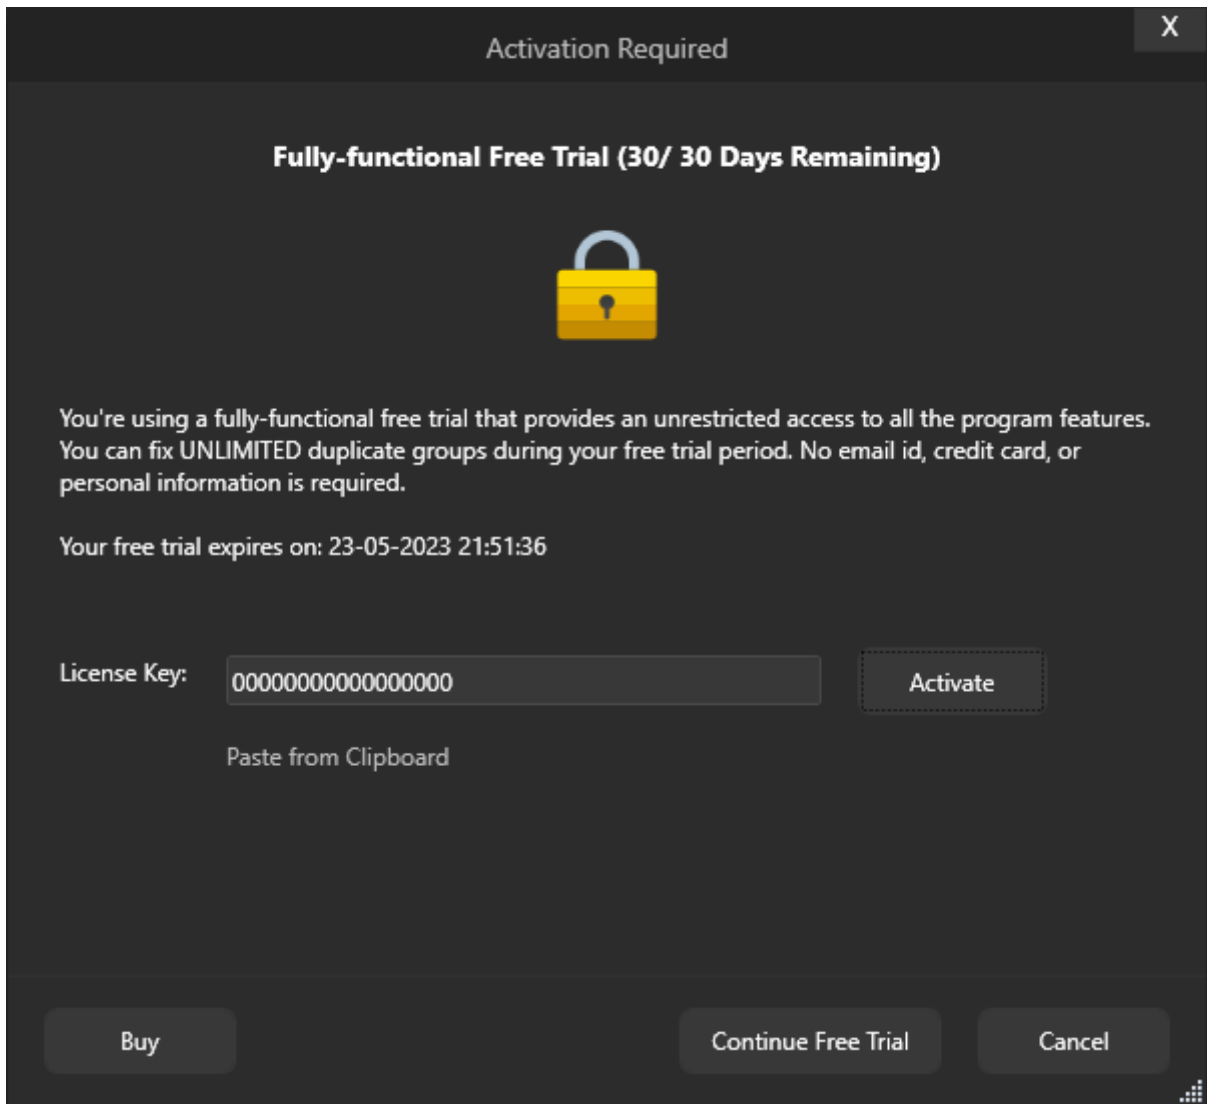 X
Activation Required
Fully-functional Free Trial (30/ 30 Days Remaining)
You're using a fully-functional free trial that provides an unrestricted access to all the program features.
You can fix UNLIMITED duplicate groups during your free trial period. No email id, credit card, or
personal information is required.
Your free trial expires on: 23-05-2023 21:51:36
License Key:
00000000000000000
Activate
Paste from Clipboard
Buy
Continue Free Trial
Cancel